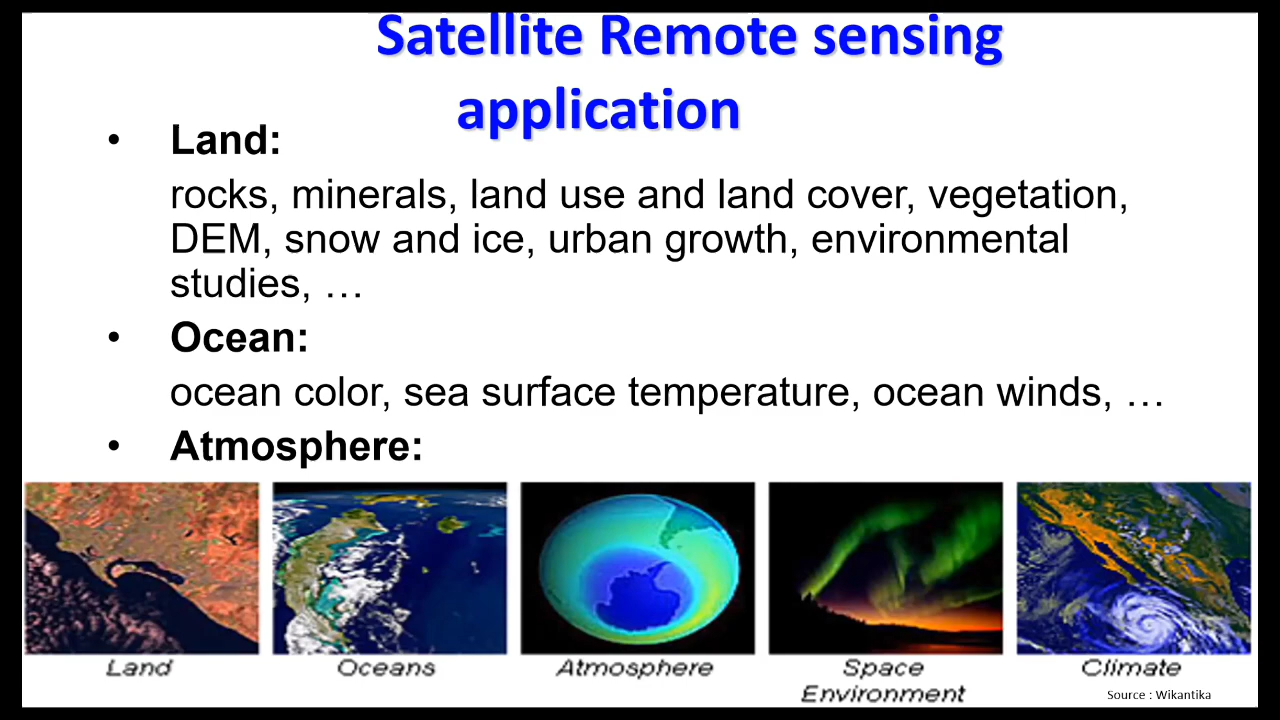 Satellite Remote sensing
application
• Land:
rocks, minerals, land use and land cover, vegetation,
DEM, snow and ice, urban growth, environmental
studies, …
• Ocean:
ocean color, sea surface temperature, ocean winds, …
• Atmosphere:
Land
Oceans
Atmosphere
Space
Environment
Climate
Source : Wikantika